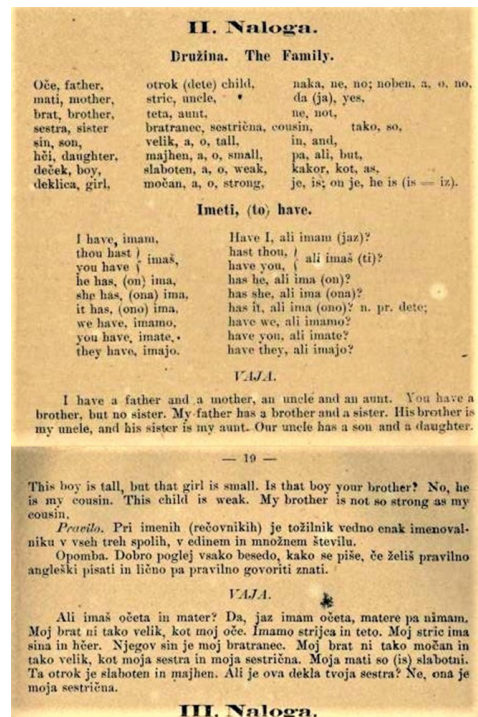 II. Naloga.
Družina. The Family.
Oče, father, otrok (dete) child, naka, ne, no; noben, a, o, no,
mati, mother, stric, uncle, da (ja), yes,
brat, brother, teta, aunt, ne, not,
sestra, sister bratranec, sestrična, cousin, tako, so,
sin, son, velik, a, o, tall, in, and,
hči, daughter, majhen, a, o, small, pa, ali, but,
deček, boy, slaboten, a, o, weak, kakor, kot, as,
deklica, girl, močan, a, o, strong, je, is; on je, he is (is = iz).
Imeti, (to) have.
I have, imam, Have I, ali imam (jaz)?
thou hast } imaš, hast thou, } ali imaš (ti)?
you have have you,
he has, (on) ima, has he, ali ima (on)?
she has, (ona) ima, has she, ali ima (ona)?
it has, (ono) ima, has it, ali ima (ono)? n. pr. dete;
we have, imamo, have we, ali imamo?
you have, imate, have you, ali imate?
they have, imajo. have they, ali imajo?
VAJA.
I have a father and a mother, an uncle and an aunt. You have a
brother, but no sister. My father has a brother and a sister. His brother is
my uncle, and his sister is my aunt. Our uncle has a son and a daughter.
— 19 —
This boy is tall, but that girl is small. Is that boy your brother? No, he
is my cousin. This child is weak. My brother is not so strong as my
cousin.
Pravilo. Pri imenih (rečovnikih) je tožilnik vedno enak imenoval-
niku v vseh treh spolih, v edinem in množnem številu.
Opomba. Dobro poglej vsako besedo, kako se piše, če želiš pravilno
angleški pisati in lično pa pravilno govoriti znati.
VAJA.
Ali imaš očeta in mater? Da, jaz imam očeta, matere pa nimam.
Moj brat ni tako velik, kot moj oče. Imamo strijca in teto. Moj stric ima
sina in hčer. Njegov sin je moj bratranec. Moj brat ni tako močan in
tako velik, kot moja sestra in moja sestrična. Moja mati so (is) slabotni.
Ta otrok je slaboten in majhen. Ali je ova dekla tvoja sestra? Ne, ona je
moja sestrična.
III. Naloga.